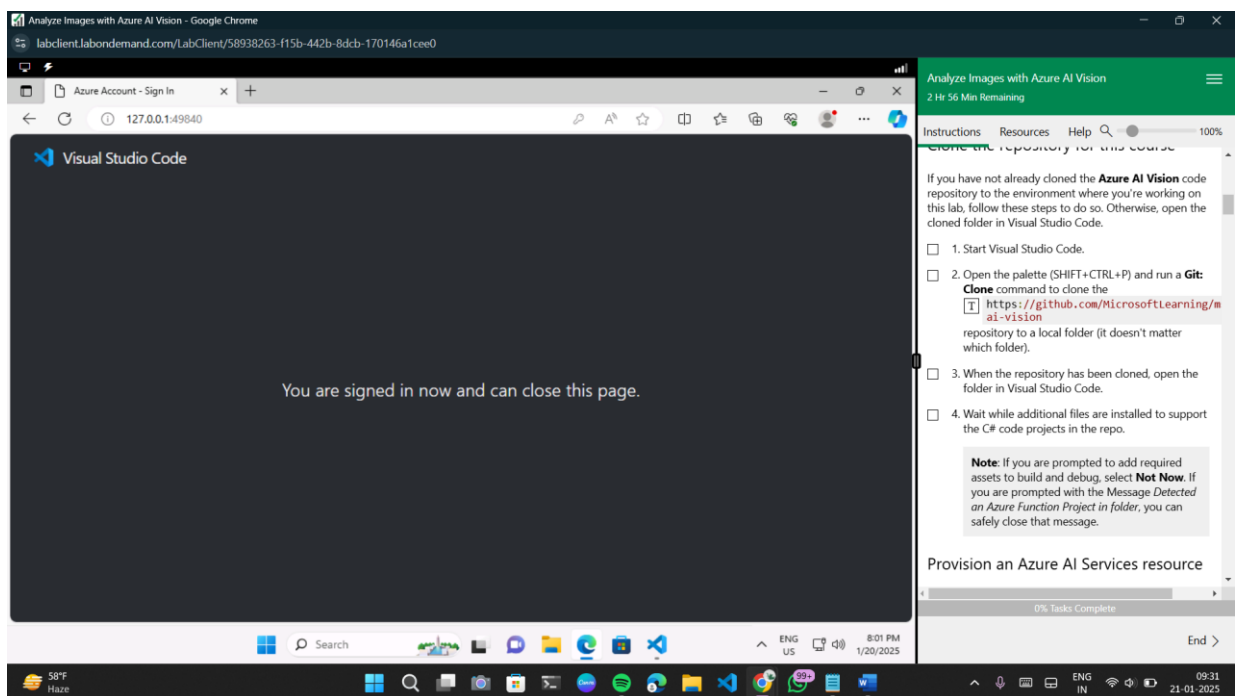 Analyze Images with Azure AI Vision - Google Chrome
labclient.labondemand.com/LabClient/58938263-f15b-442b-8dcb-170146a1cee0
Azure Account - Sign In
127.0.0.1:49840
Visual Studio Code
You are signed in now and can close this page.
Search
ENG
US
8:01 PM
1/20/2025
Analyze Images with Azure AI Vision
2 Hr 56 Min Remaining
Instructions Resources Help 100%
Clone the repository for this course
If you have not already cloned the Azure AI Vision code
repository to the environment where you're working on
this lab, follow these steps to do so. Otherwise, open the
cloned folder in Visual Studio Code.
1. Start Visual Studio Code.
2. Open the palette (SHIFT+CTRL+P) and run a Git:
Clone command to clone the
T https://github.com/MicrosoftLearning/m
ai-vision
repository to a local folder (it doesn't matter
which folder).
3. When the repository has been cloned, open the
folder in Visual Studio Code.
4. Wait while additional files are installed to support
the C# code projects in the repo.
Note: If you are prompted to add required
assets to build and debug, select Not Now. If
you are prompted with the Message Detected
an Azure Function Project in folder, you can
safely close that message.
Provision an Azure AI Services resource
0% Tasks Complete
End >
58°F
Haze
Search
99+
ENG
IN
09:31
21-01-2025